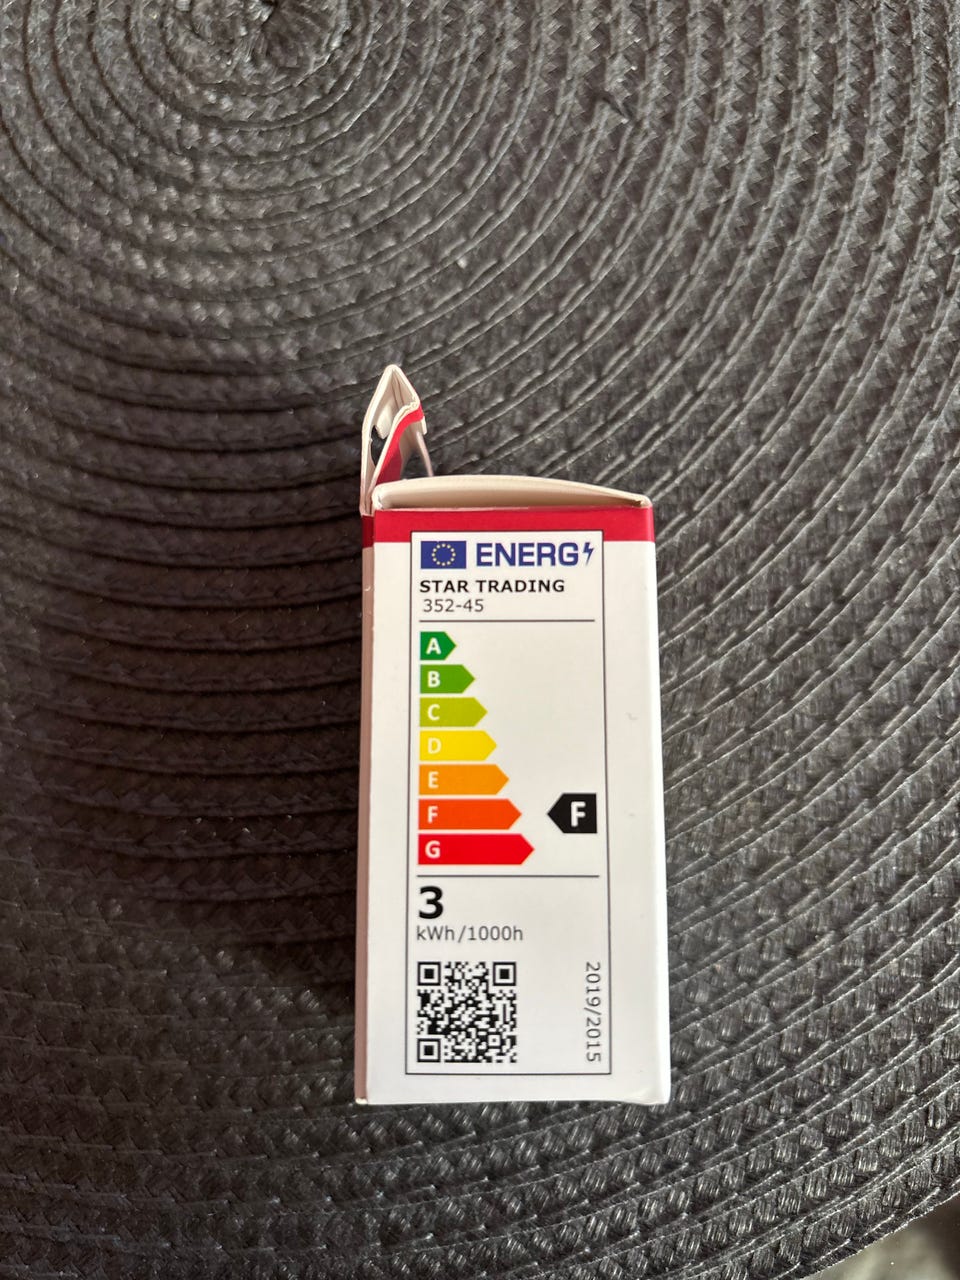 ENERG
STAR TRADING
352-45
A
B
C
D
E
F
F
G
3
kWh/1000h
2019/2015